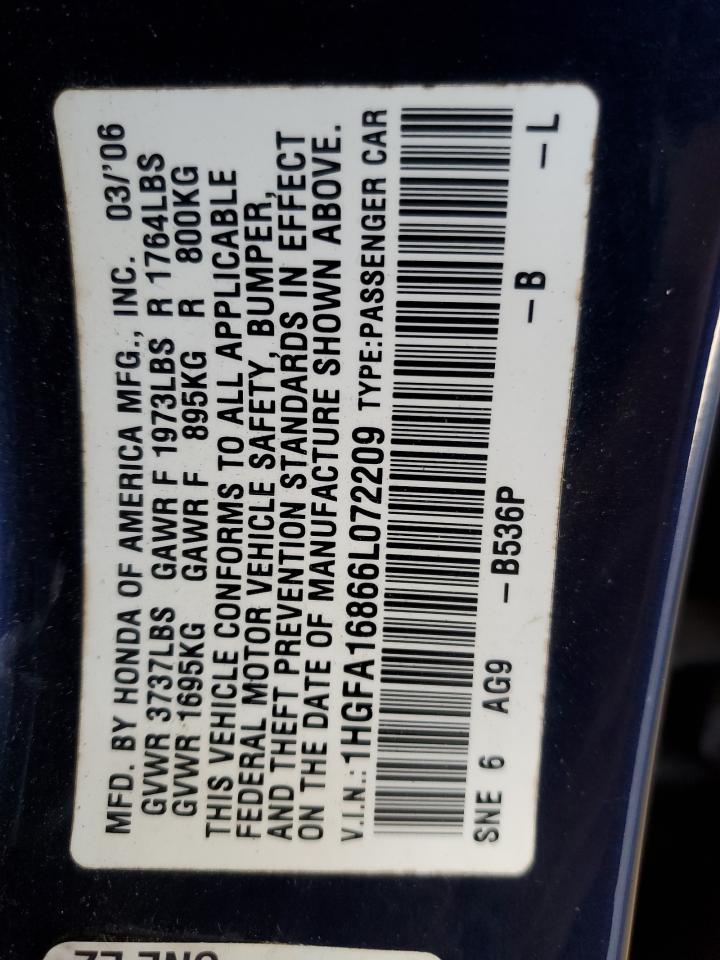 MFD. BY HONDA OF AMERICA MFG., INC. 03/'06
GVWR 3737LBS GAWR F 1973LBS R 1764LBS
GVWR 1695KG GAWR F 895KG R 800KG
THIS VEHICLE CONFORMS TO ALL APPLICABLE
FEDERAL MOTOR VEHICLE SAFETY, BUMPER,
AND THEFT PREVENTION STANDARDS IN EFFECT
ON THE DATE OF MANUFACTURE SHOWN ABOVE.
V.I.N.: 1HGFA16866L072209 TYPE:PASSENGER CAR
SNE 6 AG9 -B536P -B -L